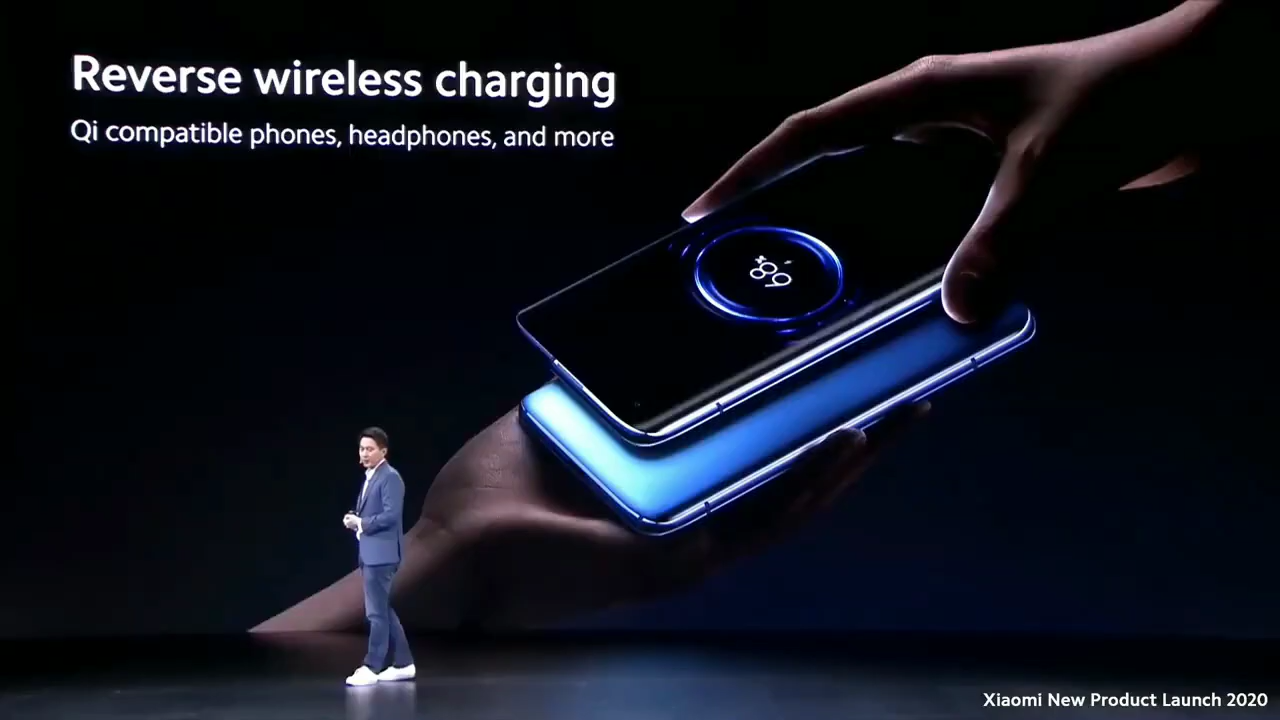 Reverse wireless charging
Qi compatible phones, headphones, and more
Xiaomi New Product Launch 2020